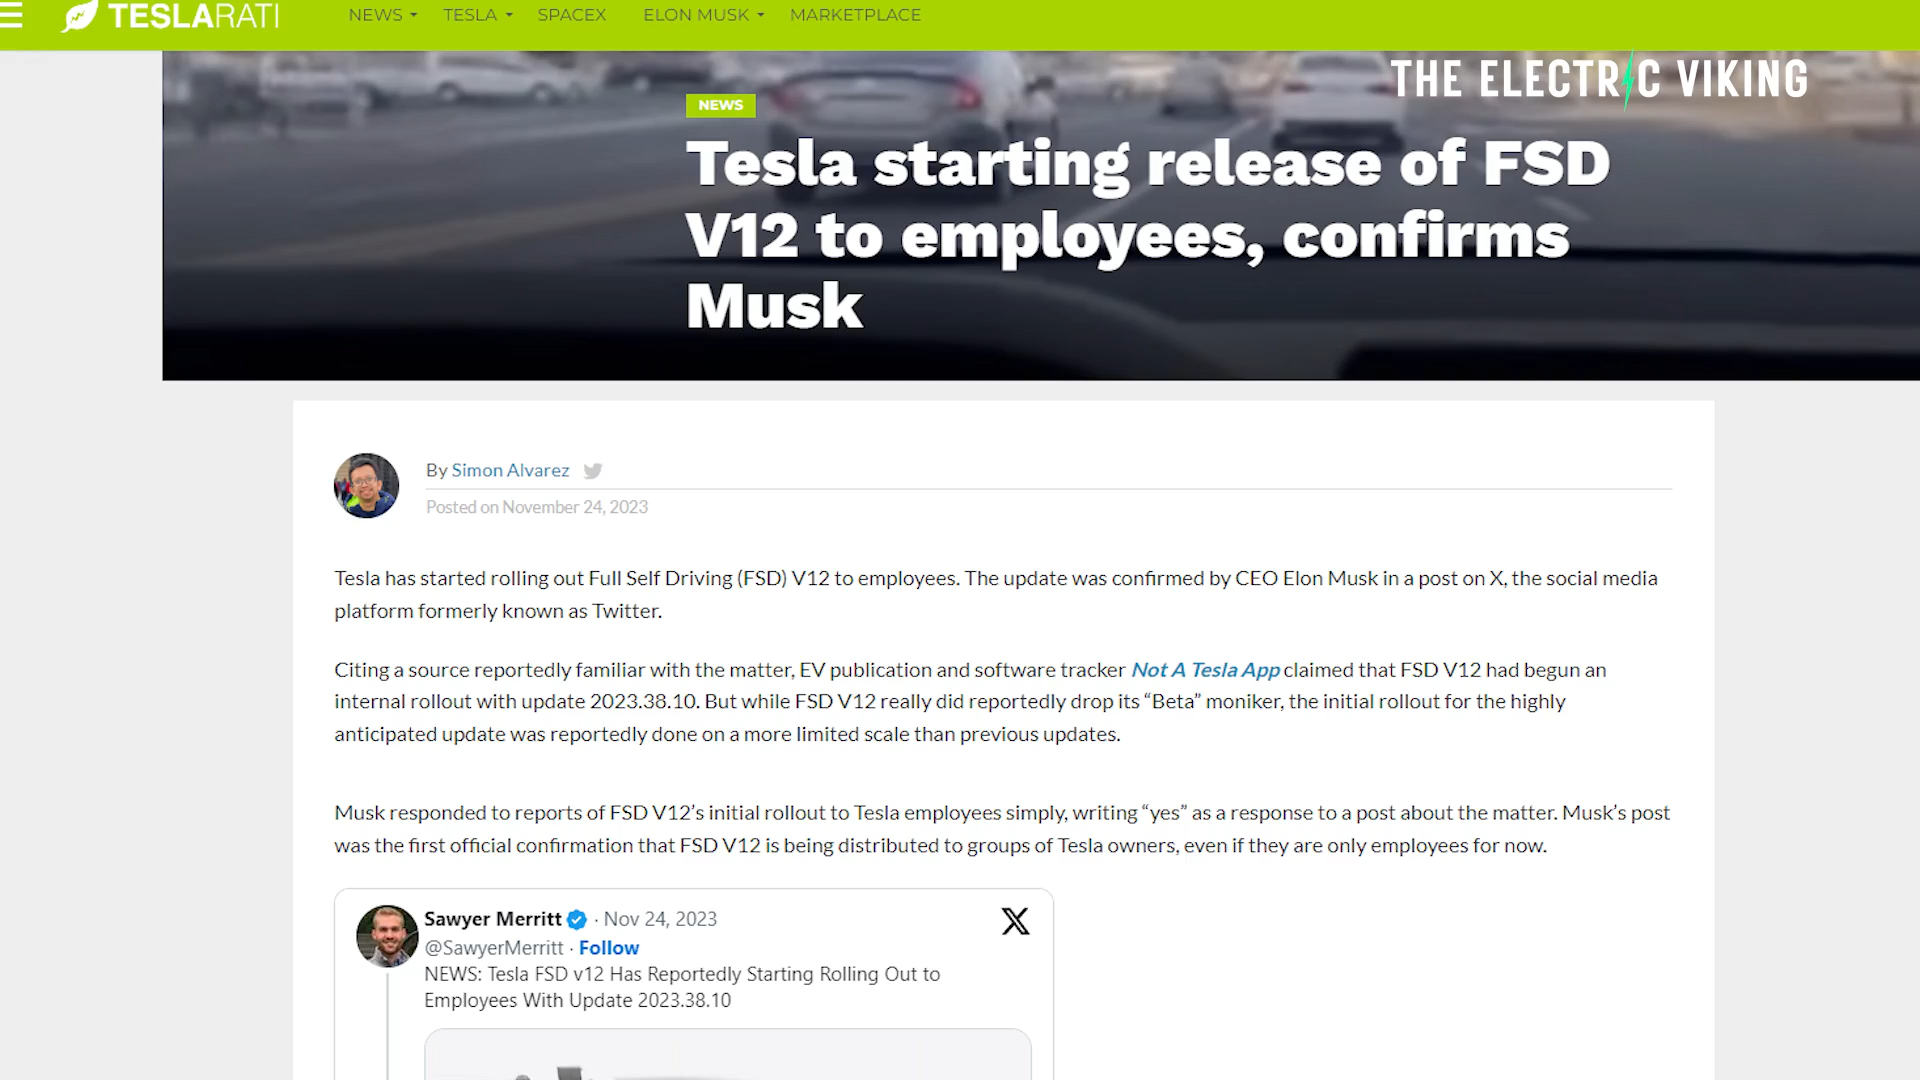 TESLARATI
NEWS TESLA SPACEX ELON MUSK MARKETPLACE
THE ELECTRIC VIKING
NEWS
Tesla starting release of FSD
V12 to employees, confirms
Musk
By Simon Alvarez
Posted on November 24, 2023
Tesla has started rolling out Full Self Driving (FSD) V12 to employees. The update was confirmed by CEO Elon Musk in a post on X, the social media
platform formerly known as Twitter.
Citing a source reportedly familiar with the matter, EV publication and software tracker Not A Tesla App claimed that FSD V12 had begun an
internal rollout with update 2023.38.10. But while FSD V12 really did reportedly drop its “Beta” moniker, the initial rollout for the highly
anticipated update was reportedly done on a more limited scale than previous updates.
Musk responded to reports of FSD V12’s initial rollout to Tesla employees simply, writing “yes” as a response to a post about the matter. Musk’s post
was the first official confirmation that FSD V12 is being distributed to groups of Tesla owners, even if they are only employees for now.
Sawyer Merritt · Nov 24, 2023
@SawyerMerritt · Follow
NEWS: Tesla FSD v12 Has Reportedly Starting Rolling Out to
Employees With Update 2023.38.10